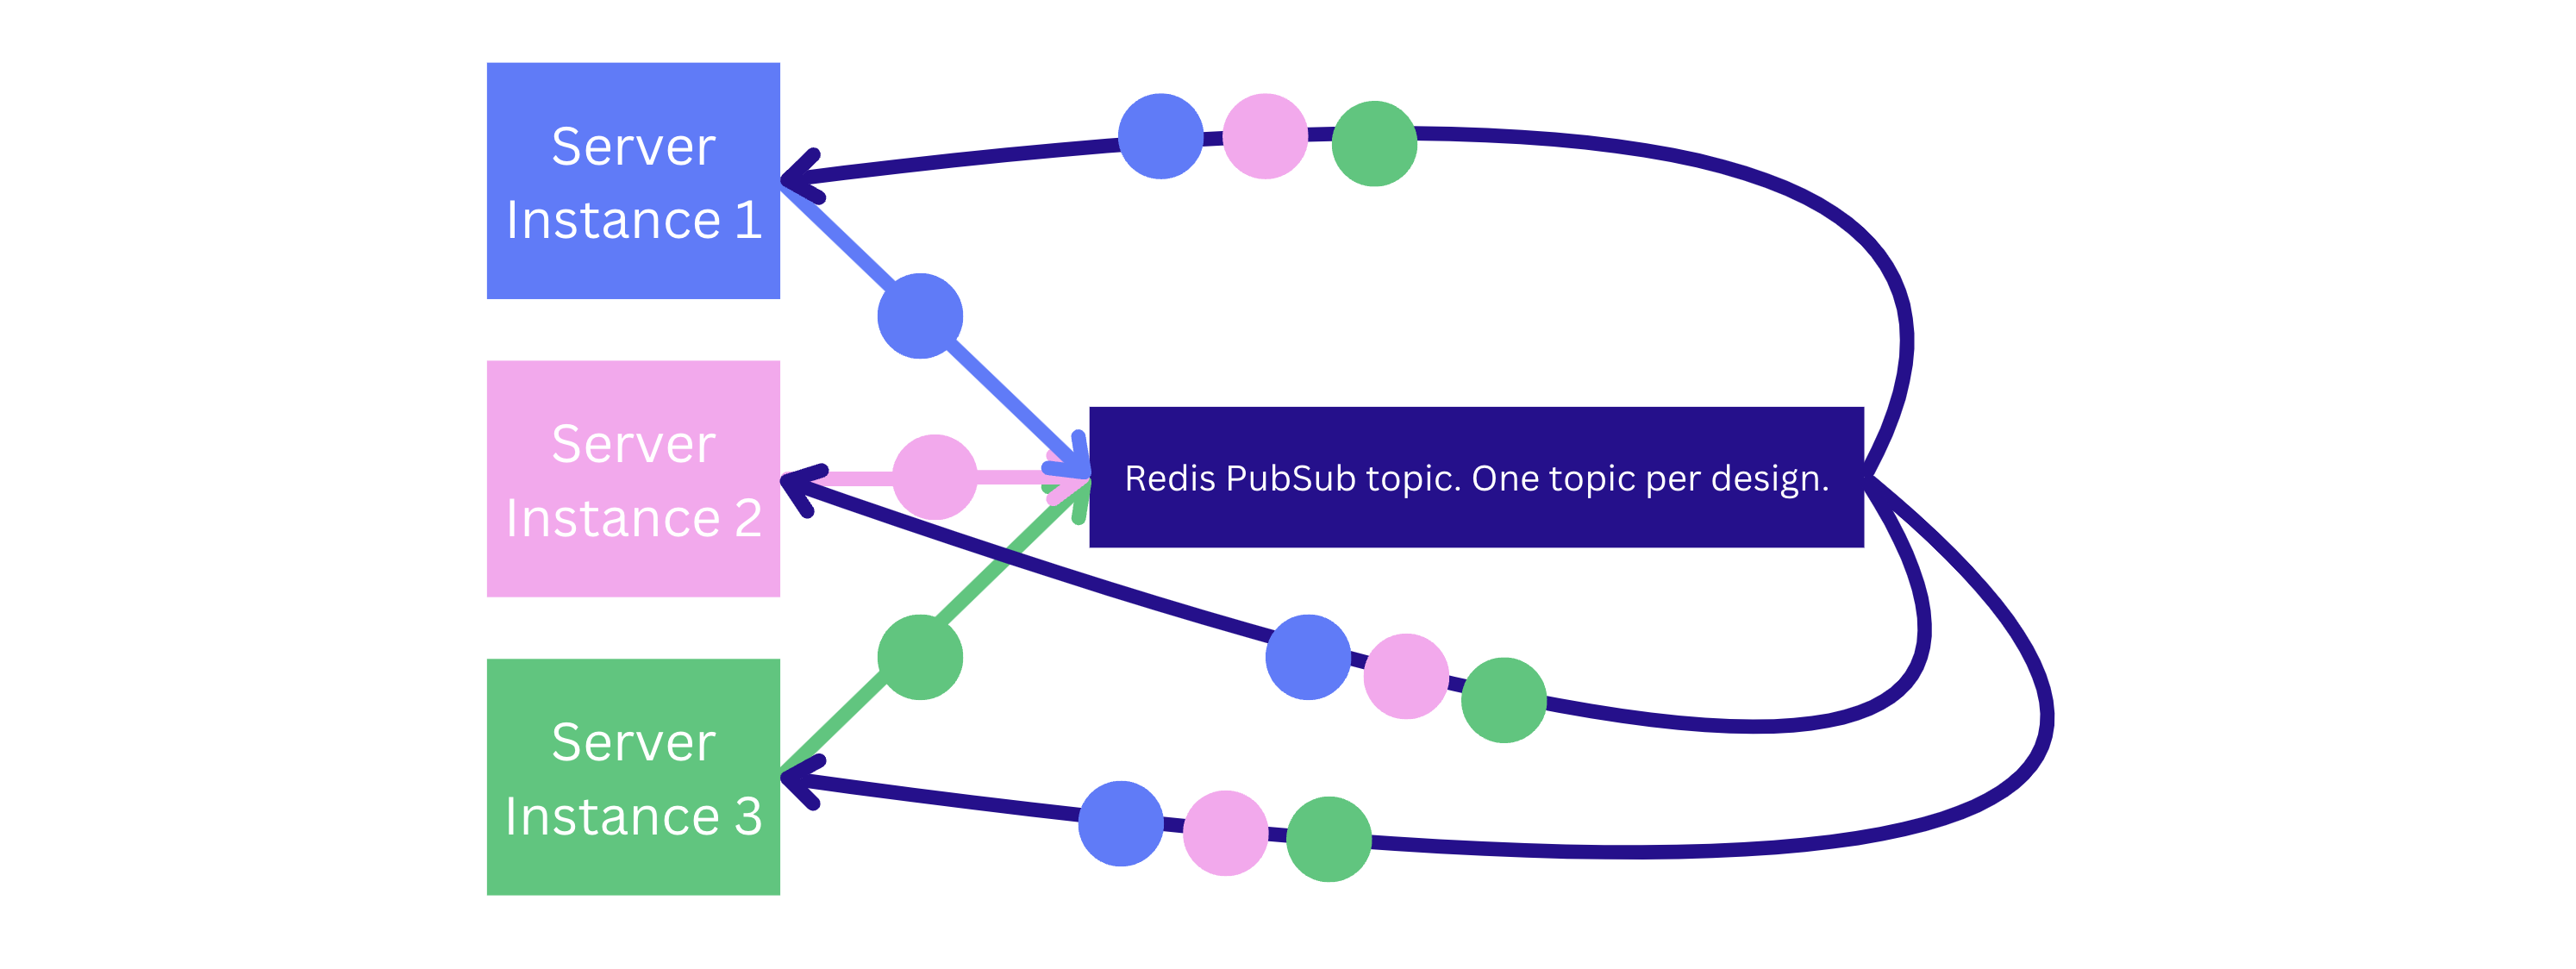 Server
Instance 1
Server
Instance 2
Redis PubSub topic. One topic per design.
Server
Instance 3